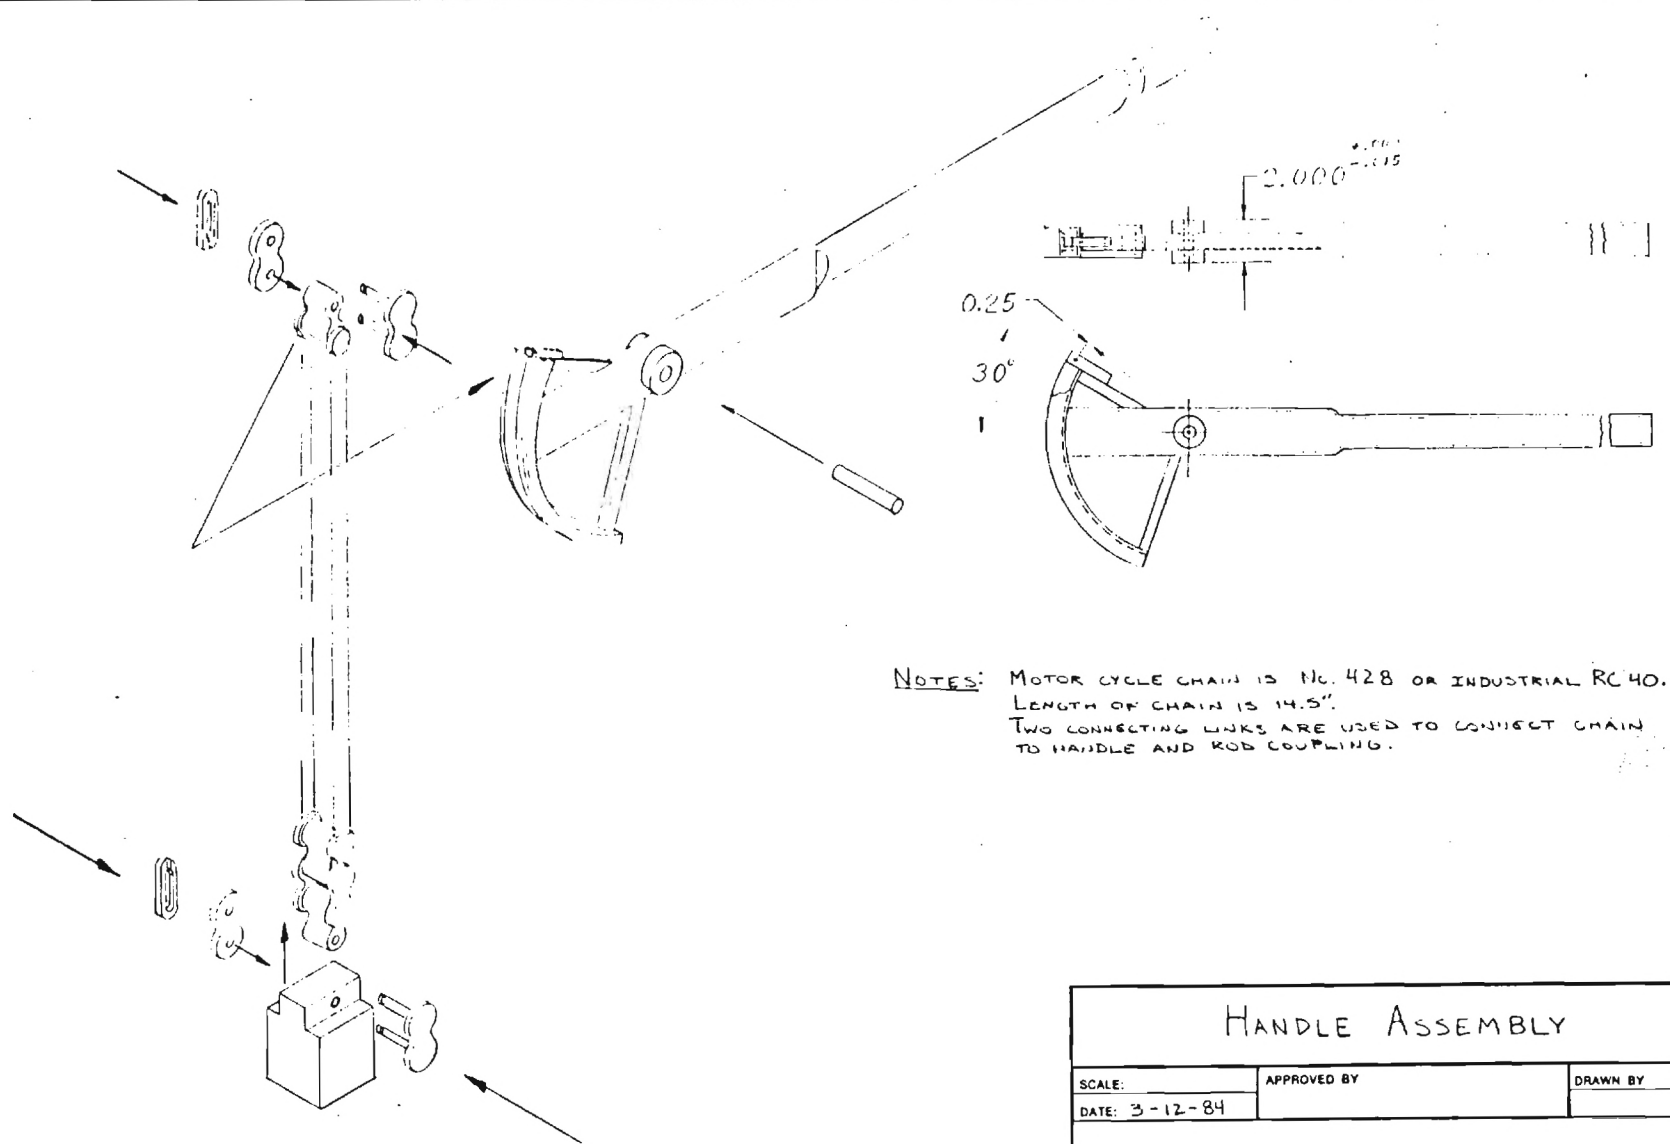 2.000
0.25
30°
NOTES: MOTOR CYCLE CHAIN IS No. 428 OR INDUSTRIAL RC 40.
LENGTH OF CHAIN IS 14.5".
TWO CONNECTING LINKS ARE USED TO CONNECT CHAIN
TO HANDLE AND ROD COUPLING.
HANDLE ASSEMBLY
SCALE:
APPROVED BY
DRAWN BY
DATE: 3-12-84